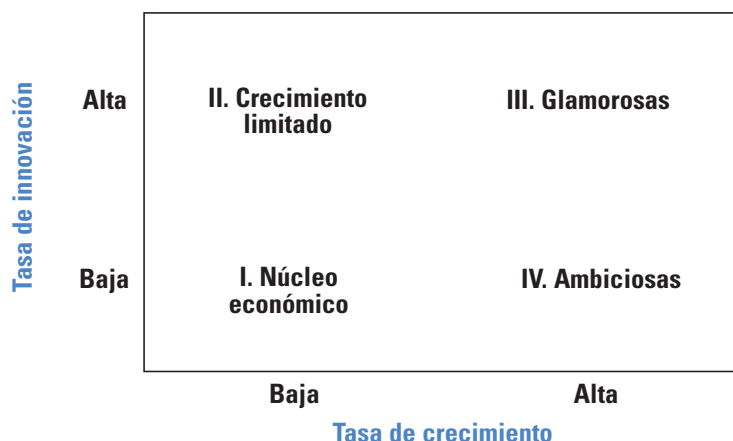 Tasa de innovación
Alta
II. Crecimiento
limitado
III. Glamorosas
Baja
I. Núcleo
económico
IV. Ambiciosas
Baja
Alta
Tasa de crecimiento